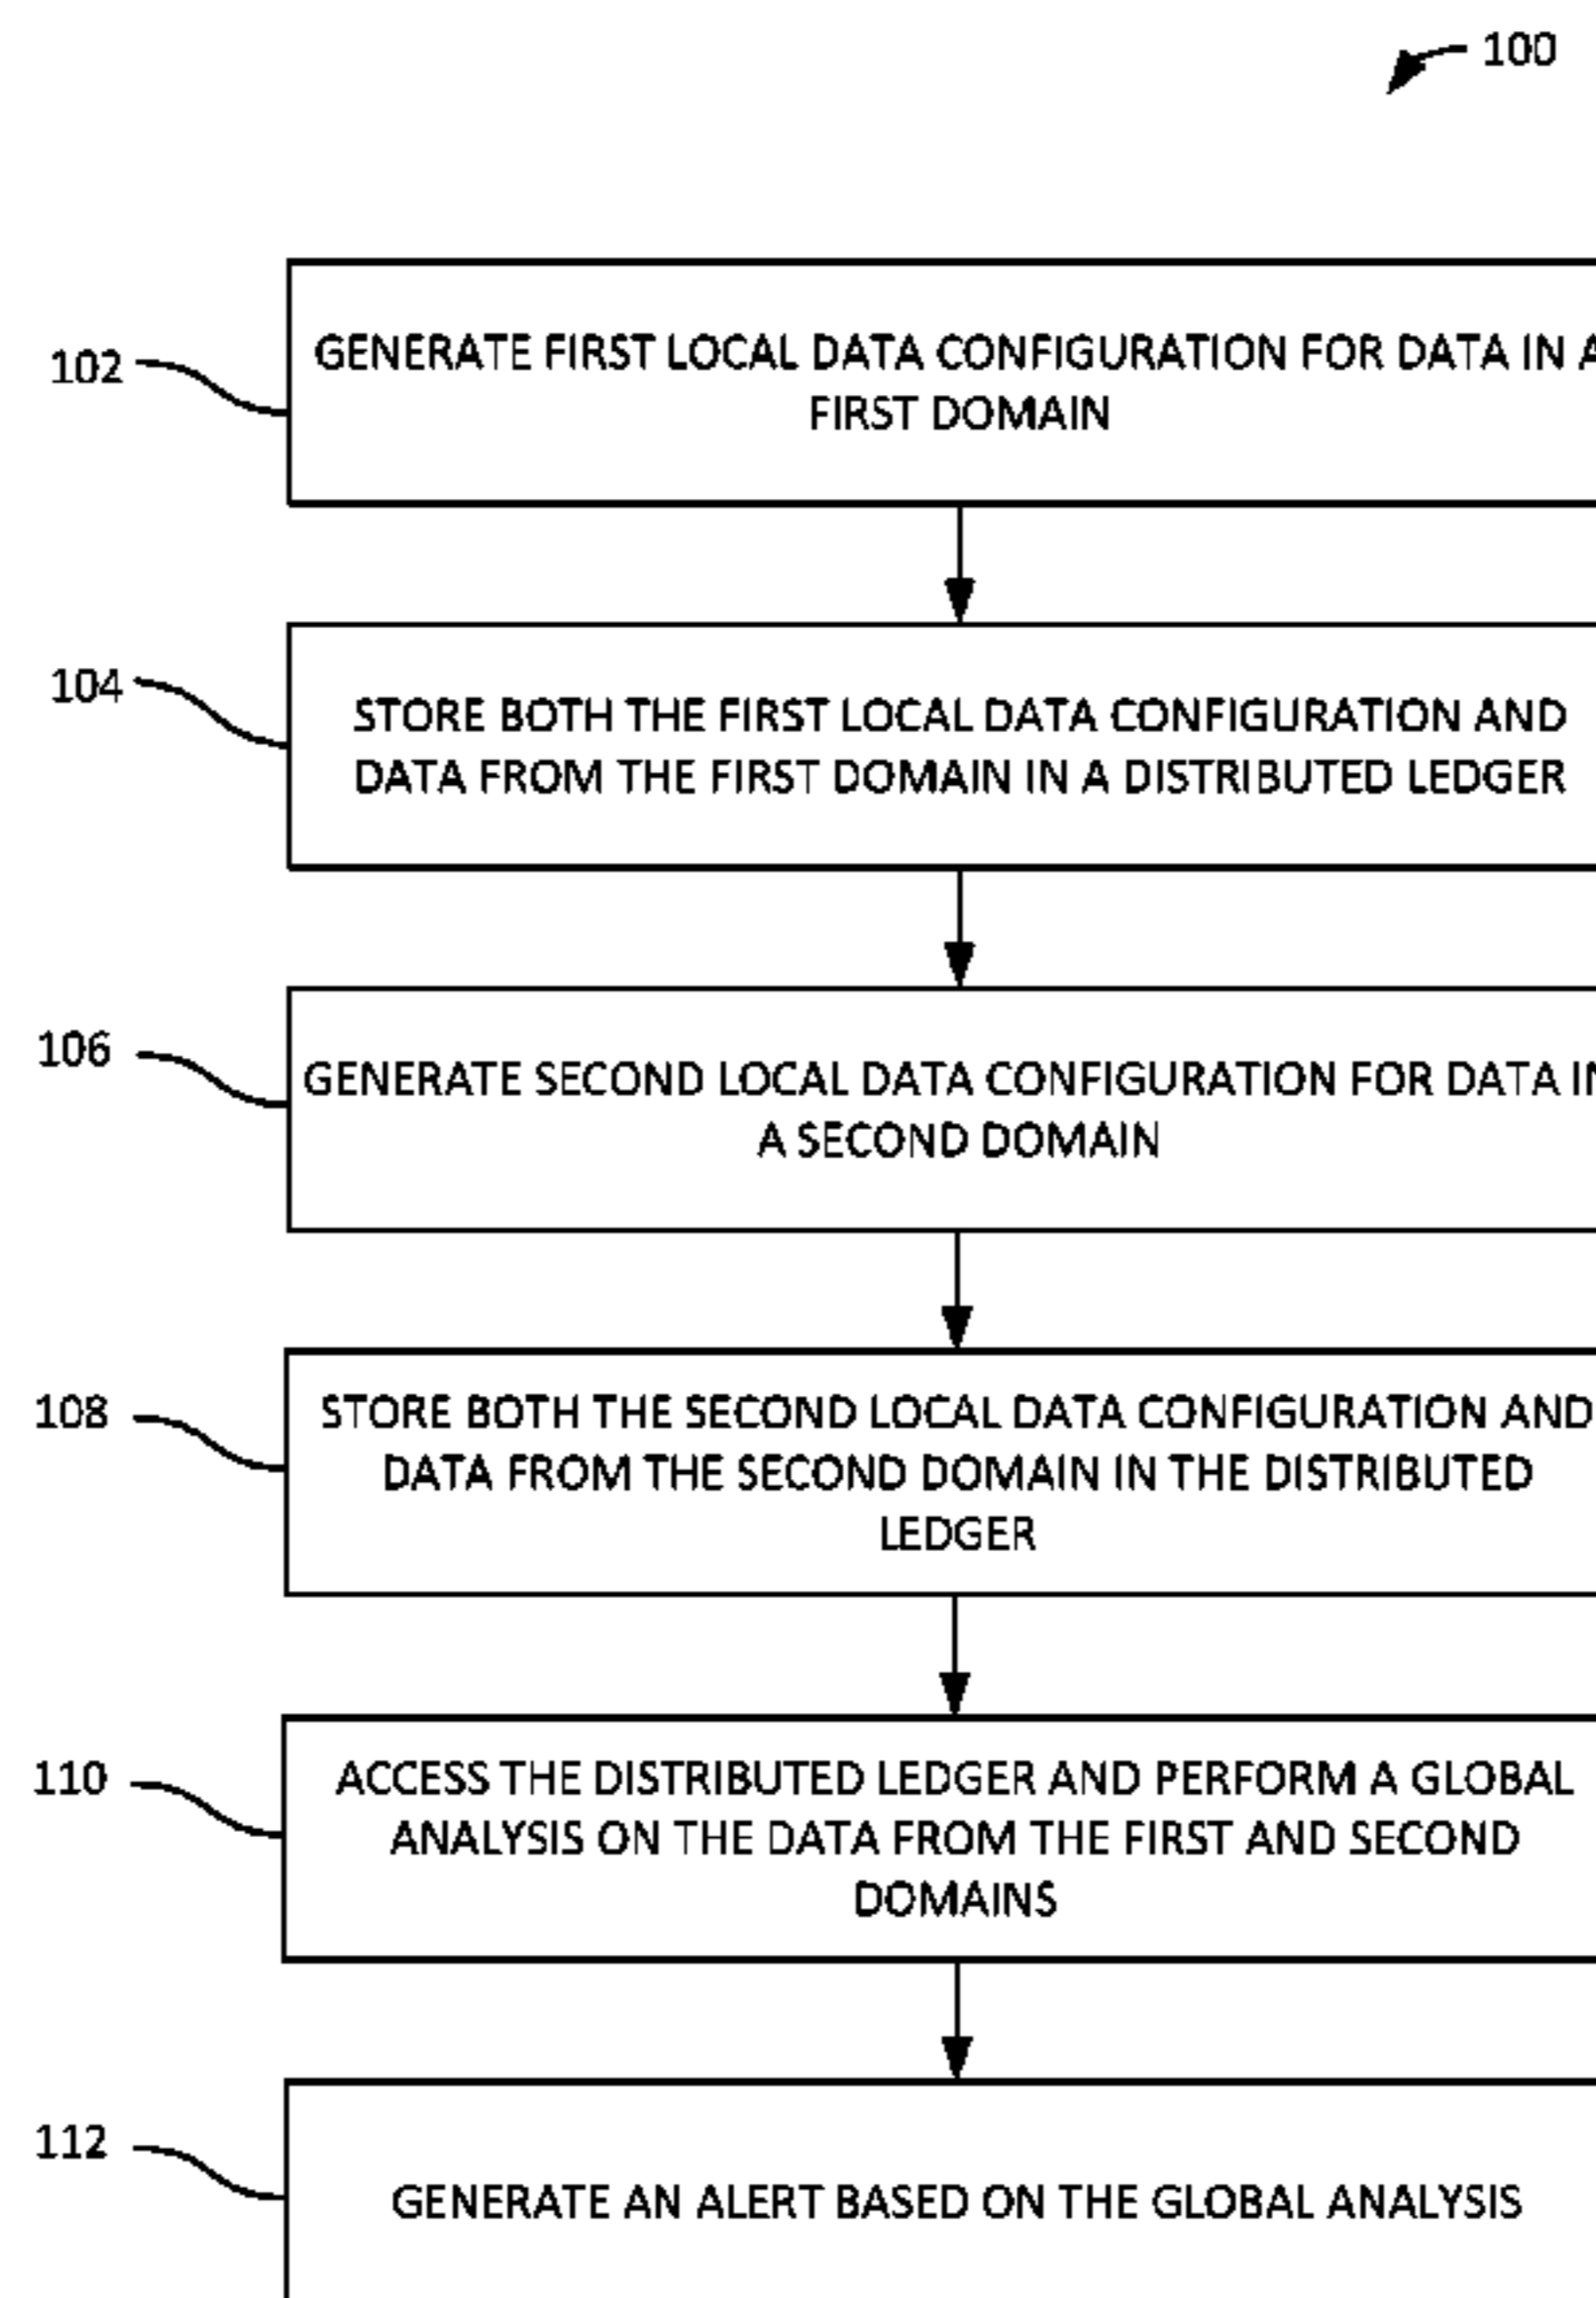 100
102
GENERATE FIRST LOCAL DATA CONFIGURATION FOR DATA IN A
FIRST DOMAIN
104
STORE BOTH THE FIRST LOCAL DATA CONFIGURATION AND
DATA FROM THE FIRST DOMAIN IN A DISTRIBUTED LEDGER
106
GENERATE SECOND LOCAL DATA CONFIGURATION FOR DATA IN
A SECOND DOMAIN
108
STORE BOTH THE SECOND LOCAL DATA CONFIGURATION AND
DATA FROM THE SECOND DOMAIN IN THE DISTRIBUTED
LEDGER
110
ACCESS THE DISTRIBUTED LEDGER AND PERFORM A GLOBAL
ANALYSIS ON THE DATA FROM THE FIRST AND SECOND
DOMAINS
112
GENERATE AN ALERT BASED ON THE GLOBAL ANALYSIS